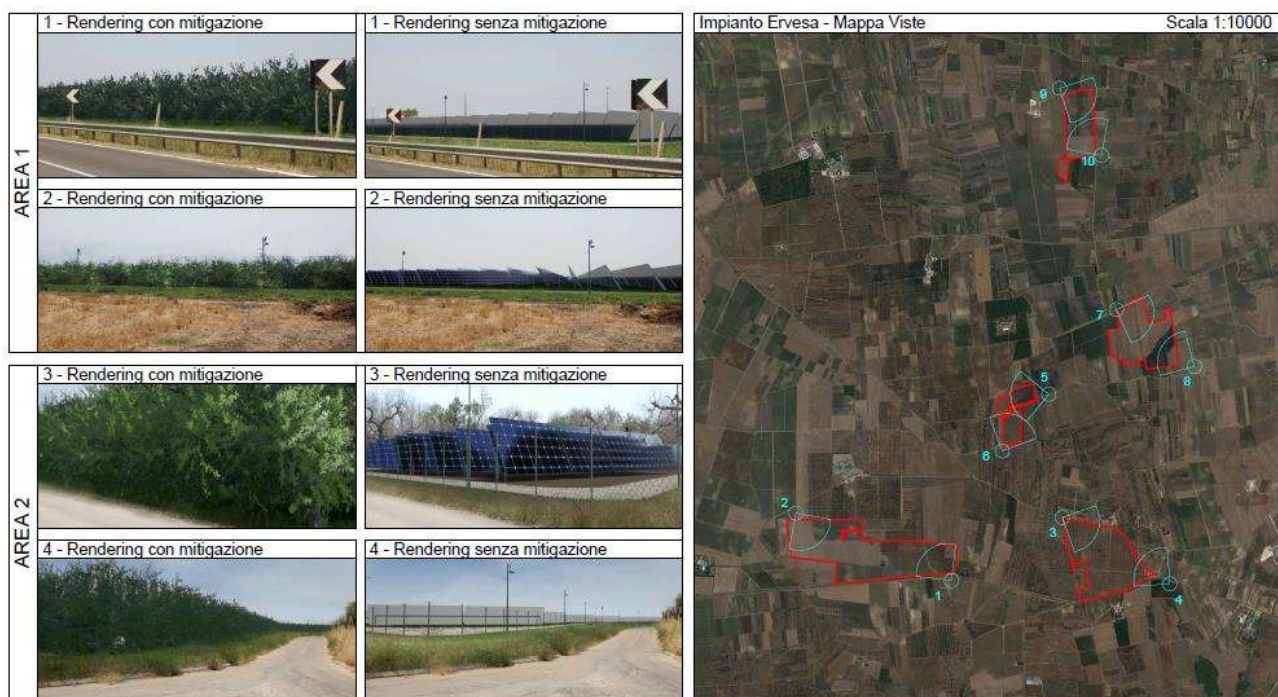 1 - Rendering con mitigazione
1 - Rendering senza mitigazione
AREA 1
2 - Rendering con mitigazione
2 - Rendering senza mitigazione
3 - Rendering con mitigazione
3 - Rendering senza mitigazione
AREA 2
4 - Rendering con mitigazione
4 - Rendering senza mitigazione
Impianto Ervesa - Mappa Viste
Scala 1:10000
9
10
7
8
5
6
2
3
1
4